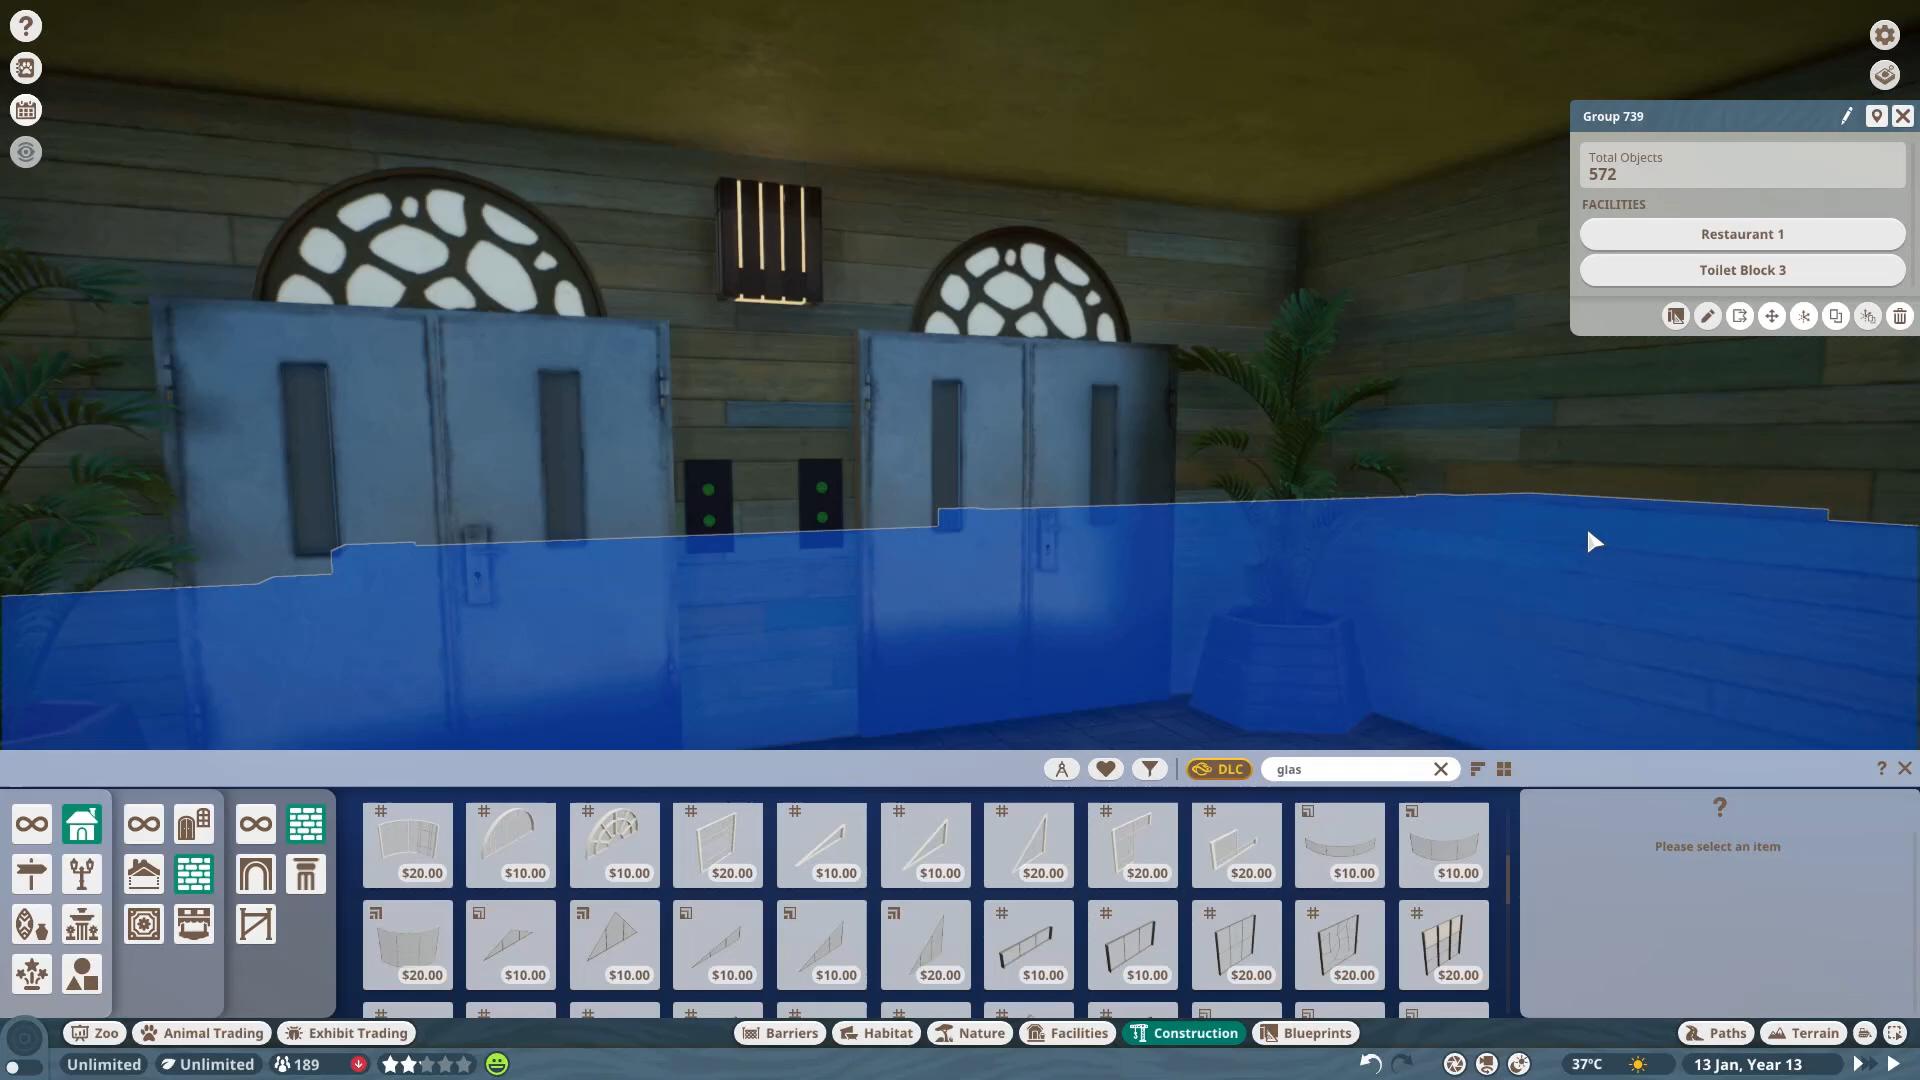 Group 739
Total Objects
572
FACILITIES
Restaurant 1
Toilet Block 3
DLC
glas
?
Please select an item
$20.00
$10.00
$10.00
$20.00
$10.00
$10.00
$20.00
$20.00
$20.00
$10.00
$10.00
$20.00
$10.00
$10.00
$10.00
$10.00
$20.00
$10.00
$10.00
$20.00
$20.00
$20.00
Zoo
Animal Trading
Exhibit Trading
Barriers
Habitat
Nature
Facilities
Construction
Blueprints
Paths
Terrain
Unlimited
Unlimited
189
37°C
13 Jan, Year 13